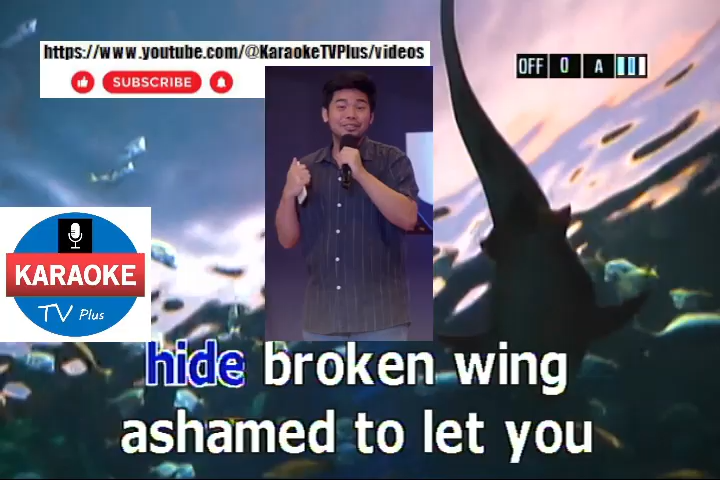 https://www.youtube.com/@KaraokeTVPlus/videos
SUBSCRIBE
OFF 0 A
KARAOKE
TV Plus
hide broken wing
ashamed to let you